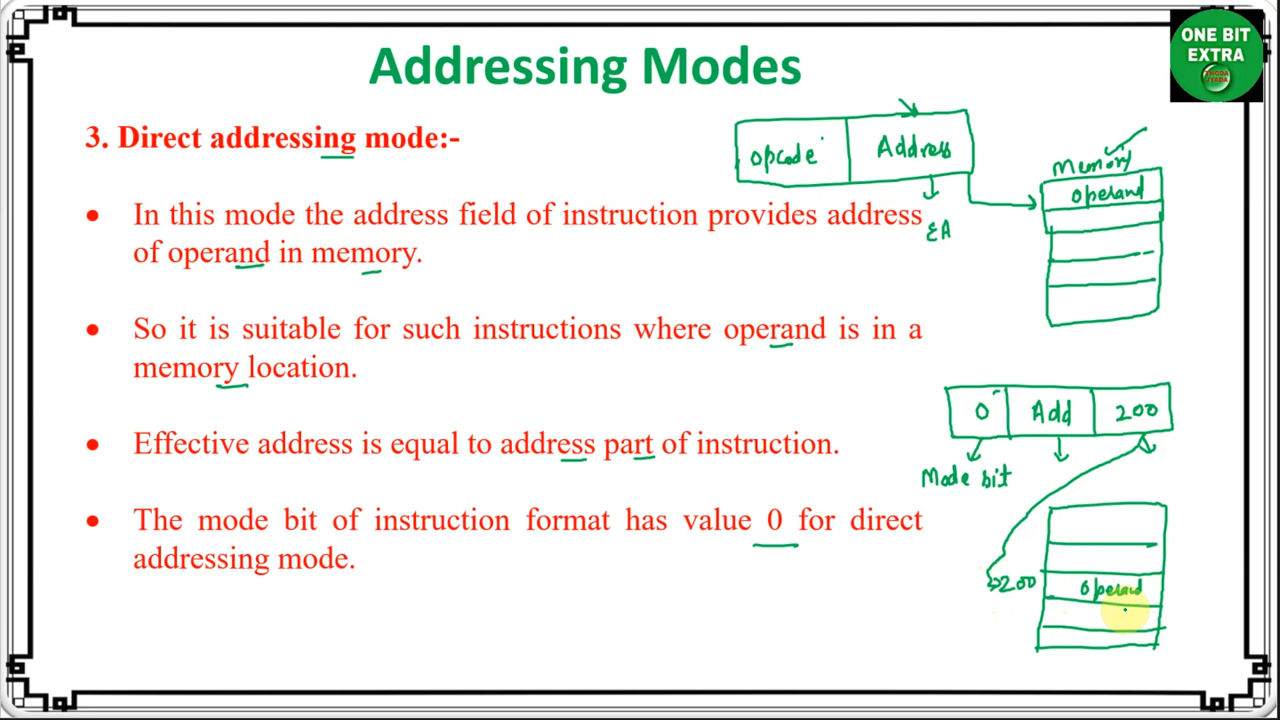 Addressing Modes
ONE BIT
EXTRA
THODA
JYADA
3. Direct addressing mode:-
opcode Address
Memory
operand
EA
• In this mode the address field of instruction provides address
of operand in memory.
• So it is suitable for such instructions where operand is in a
memory location.
0 Add 200
Mode bit
• Effective address is equal to address part of instruction.
• The mode bit of instruction format has value 0 for direct
addressing mode.
200 operand